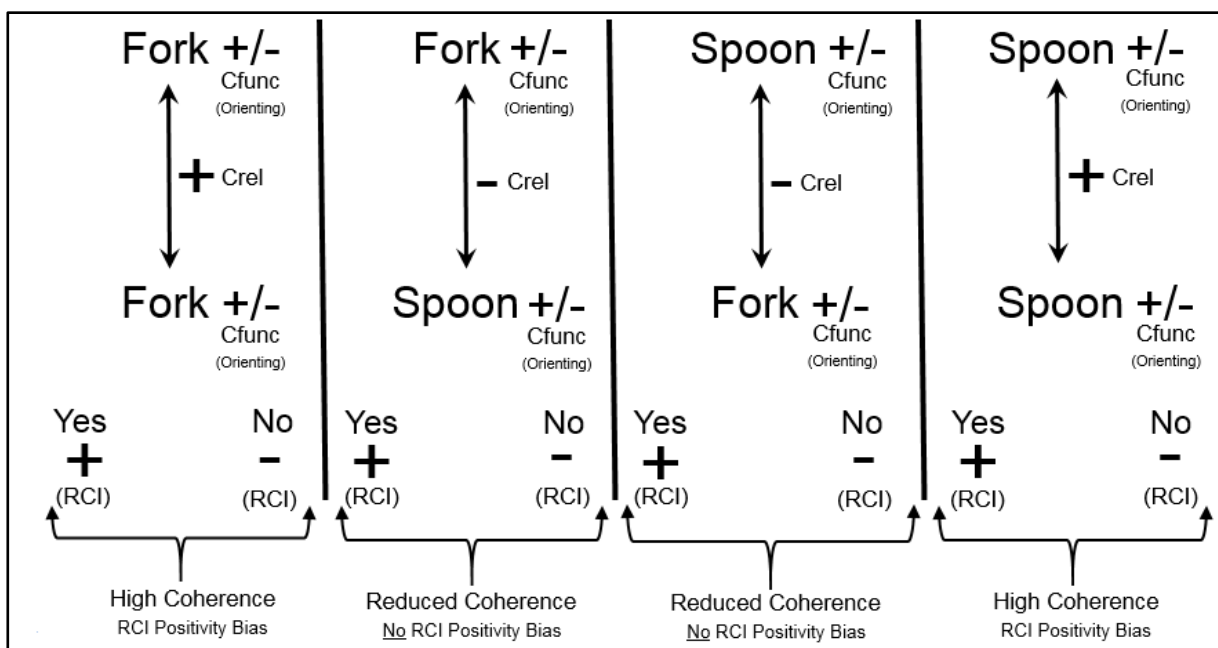 Fork +/-
Cfunc
(Orienting)
+ Crel
Fork +/-
Cfunc
(Orienting)
Yes No
+ -
(RCI) (RCI)
High Coherence
RCI Positivity Bias
Fork +/-
Cfunc
(Orienting)
- Crel
Spoon +/-
Cfunc
(Orienting)
Yes No
+ -
(RCI) (RCI)
Reduced Coherence
No RCI Positivity Bias
Spoon +/-
Cfunc
(Orienting)
- Crel
Fork +/-
Cfunc
(Orienting)
Yes No
+ -
(RCI) (RCI)
Reduced Coherence
No RCI Positivity Bias
Spoon +/-
Cfunc
(Orienting)
+ Crel
Spoon +/-
Cfunc
(Orienting)
Yes No
+ -
(RCI) (RCI)
High Coherence
RCI Positivity Bias